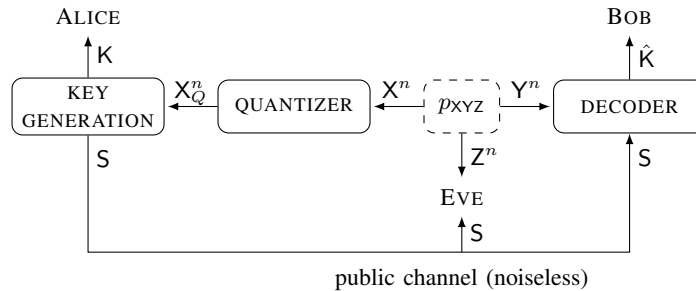 ALICE
BOB
K
K̂
KEY
GENERATION
X_Q^n
QUANTIZER
X^n
p_XYZ
Y^n
DECODER
S
Z^n
S
EVE
S
public channel (noiseless)